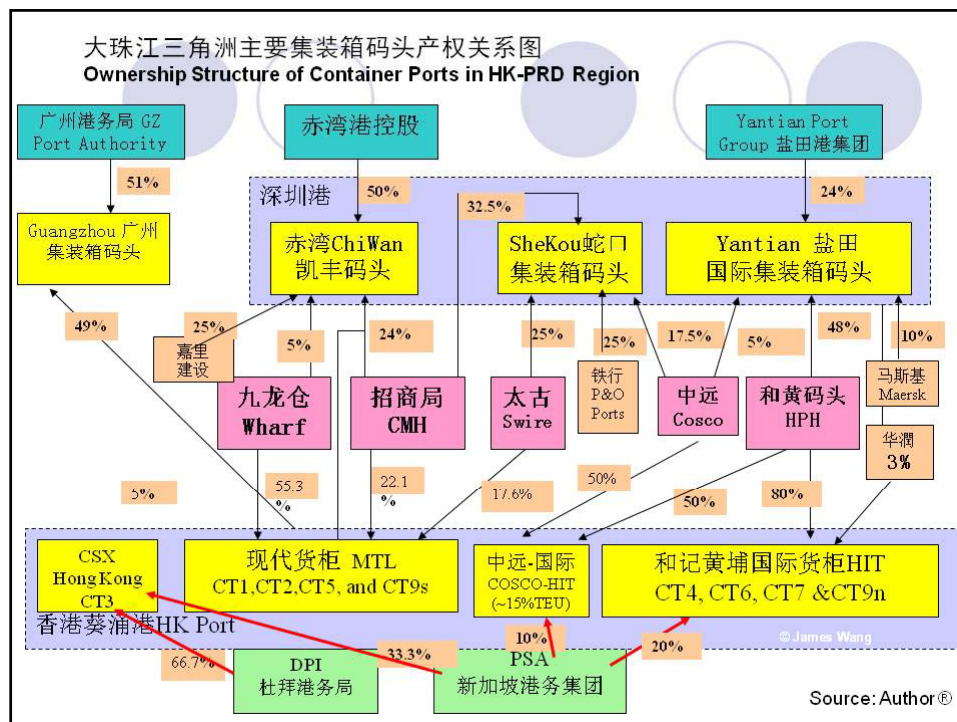 大珠江三角洲主要集装箱码头产权关系图
Ownership Structure of Container Ports in HK-PRD Region
广州港务局 GZ
Port Authority
赤湾港控股
Yantian Port
Group 盐田港集团
51%
50%
24%
深圳港
32.5%
Guangzhou 广州
集装箱码头
赤湾ChiWan
凯丰码头
SheKou蛇口
集装箱码头
Yantian 盐田
国际集装箱码头
49%
25%
5%
24%
25%
25%
17.5%
5%
48%
10%
嘉里
建设
九龙仓
Wharf
招商局
CMH
太古
Swire
铁行
P&O
Ports
中远
Cosco
和黄码头
HPH
马斯基
Maersk
华潤
3%
5%
55.3
%
22.1
%
17.6%
50%
50%
80%
CSX
HongKong
CT3
现代货柜 MTL
CT1,CT2,CT5, and CT9s
中远-国际
COSCO-HIT
(~15%TEU)
和记黄埔国际货柜HIT
CT4, CT6, CT7 &CT9n
香港葵涌港HK Port
©James Wang
66.7%
33.3%
10%
20%
DPI
杜拜港务局
PSA
新加坡港务集团
Source: Author®